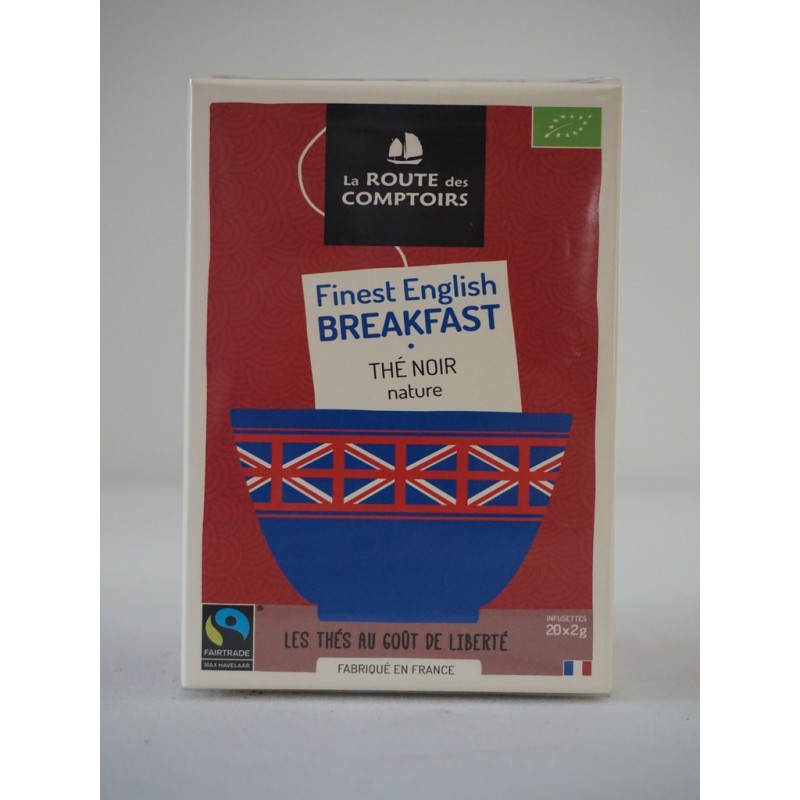 La ROUTE des
COMPTOIRS
Finest English
BREAKFAST
THÉ NOIR
nature
INFUSETTES
20x2g
FAIRTRADE
MAX HAVELAAR
®
LES THÉS AU GOÛT DE LIBERTÉ
FABRIQUÉ EN FRANCE